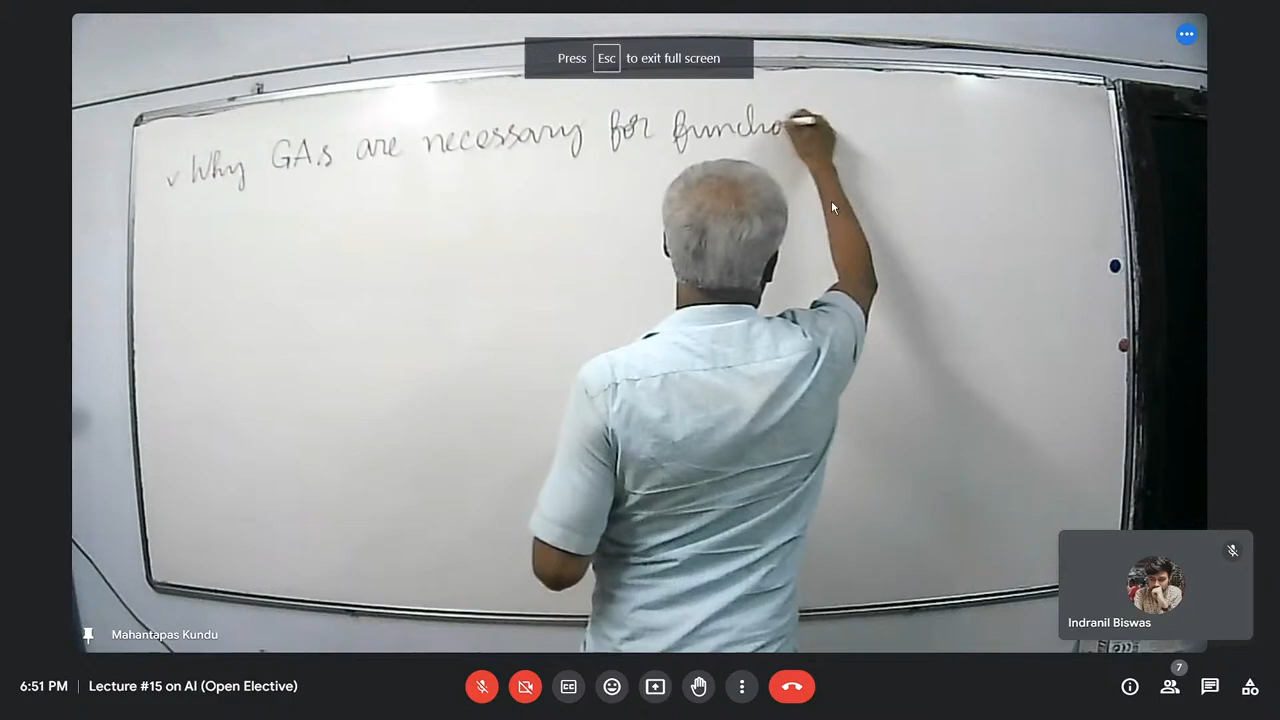 Press Esc to exit full screen
✓ Why GAs are necessary for functio
Mahantapas Kundu
Indranil Biswas
6:51 PM | Lecture #15 on AI (Open Elective)
7